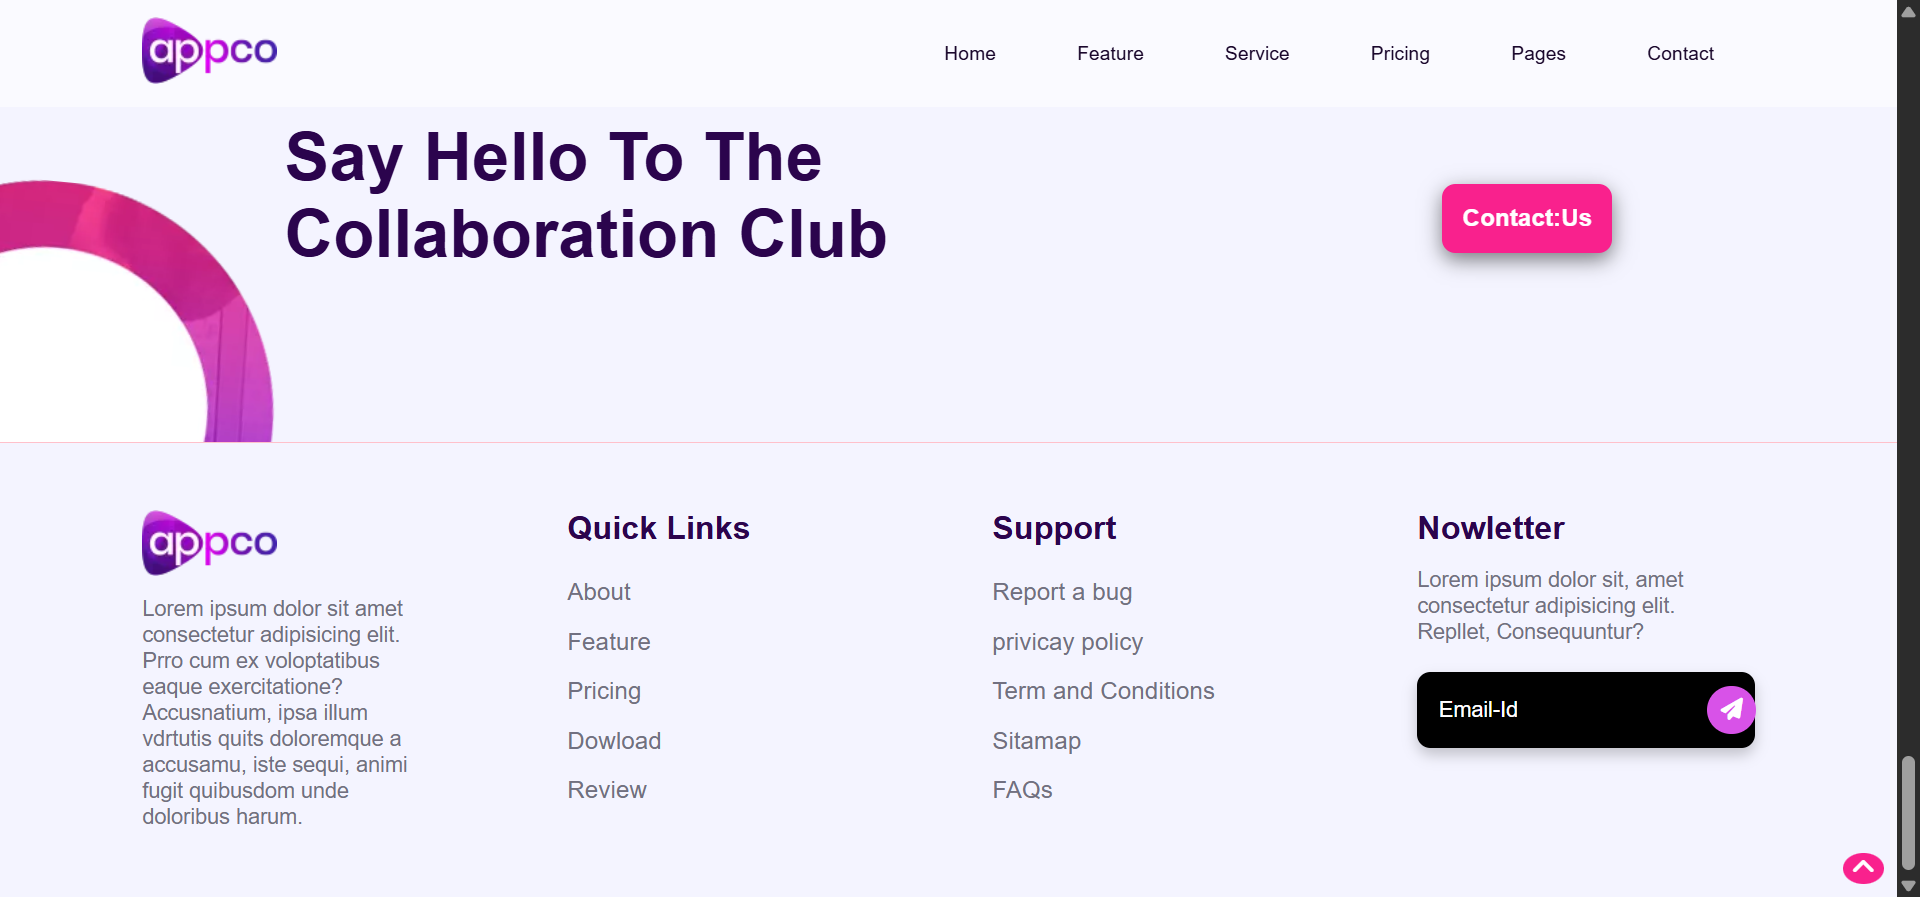 appco
Home Feature Service Pricing Pages Contact
Say Hello To The
Collaboration Club
Contact:Us
appco
Lorem ipsum dolor sit amet
consectetur adipisicing elit.
Prro cum ex voloptatibus
eaque exercitatione?
Accusnatium, ipsa illum
vdrtutis quits doloremque a
accusamu, iste sequi, animi
fugit quibusdom unde
doloribus harum.
Quick Links
About
Feature
Pricing
Dowload
Review
Support
Report a bug
privicay policy
Term and Conditions
Sitamap
FAQs
Nowletter
Lorem ipsum dolor sit, amet
consectetur adipisicing elit.
Repllet, Consequuntur?
Email-Id